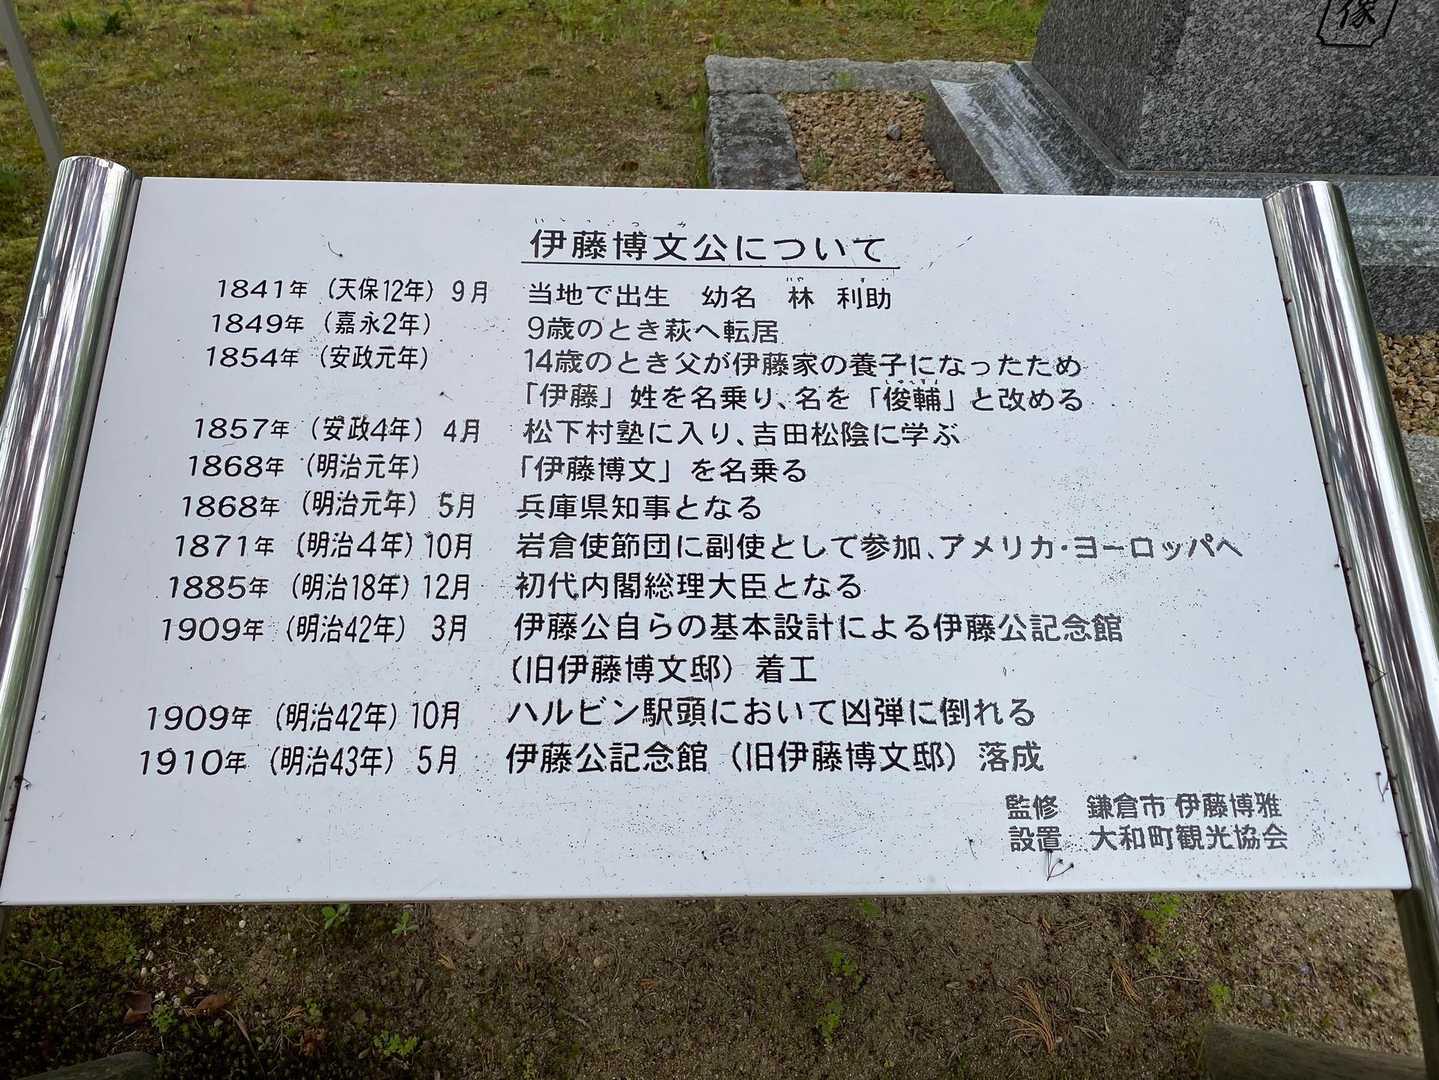 像
伊藤博文公について
1841年（天保12年）9月　当地で出生　幼名　林　利助
1849年（嘉永2年）　9歳のとき萩へ転居
1854年（安政元年）　14歳のとき父が伊藤家の養子になったため
「伊藤」姓を名乗り、名を「俊輔」と改める
1857年（安政4年）4月　松下村塾に入り、吉田松陰に学ぶ
1868年（明治元年）　「伊藤博文」を名乗る
1868年（明治元年）5月　兵庫県知事となる
1871年（明治4年）10月　岩倉使節団に副使として参加、アメリカ・ヨーロッパへ
1885年（明治18年）12月　初代内閣総理大臣となる
1909年（明治42年）3月　伊藤公自らの基本設計による伊藤公記念館
（旧伊藤博文邸）着工
1909年（明治42年）10月　ハルビン駅頭において凶弾に倒れる
1910年（明治43年）5月　伊藤公記念館（旧伊藤博文邸）落成
監修　鎌倉市 伊藤博雅
設置　大和町観光協会